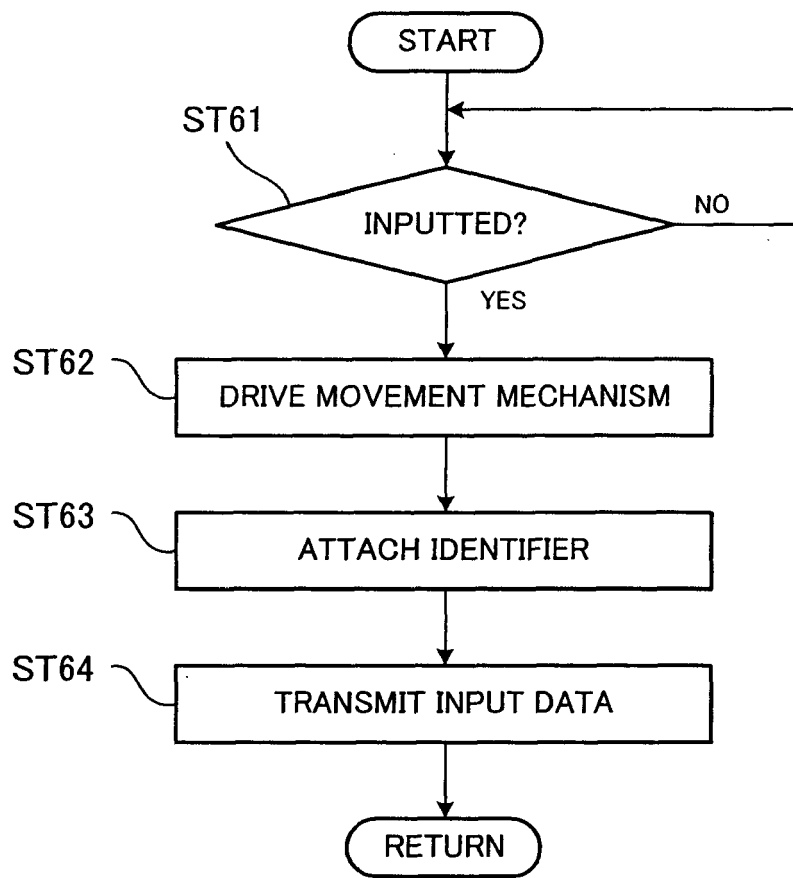 START
ST61
INPUTTED?
NO
YES
ST62
DRIVE MOVEMENT MECHANISM
ST63
ATTACH IDENTIFIER
ST64
TRANSMIT INPUT DATA
RETURN